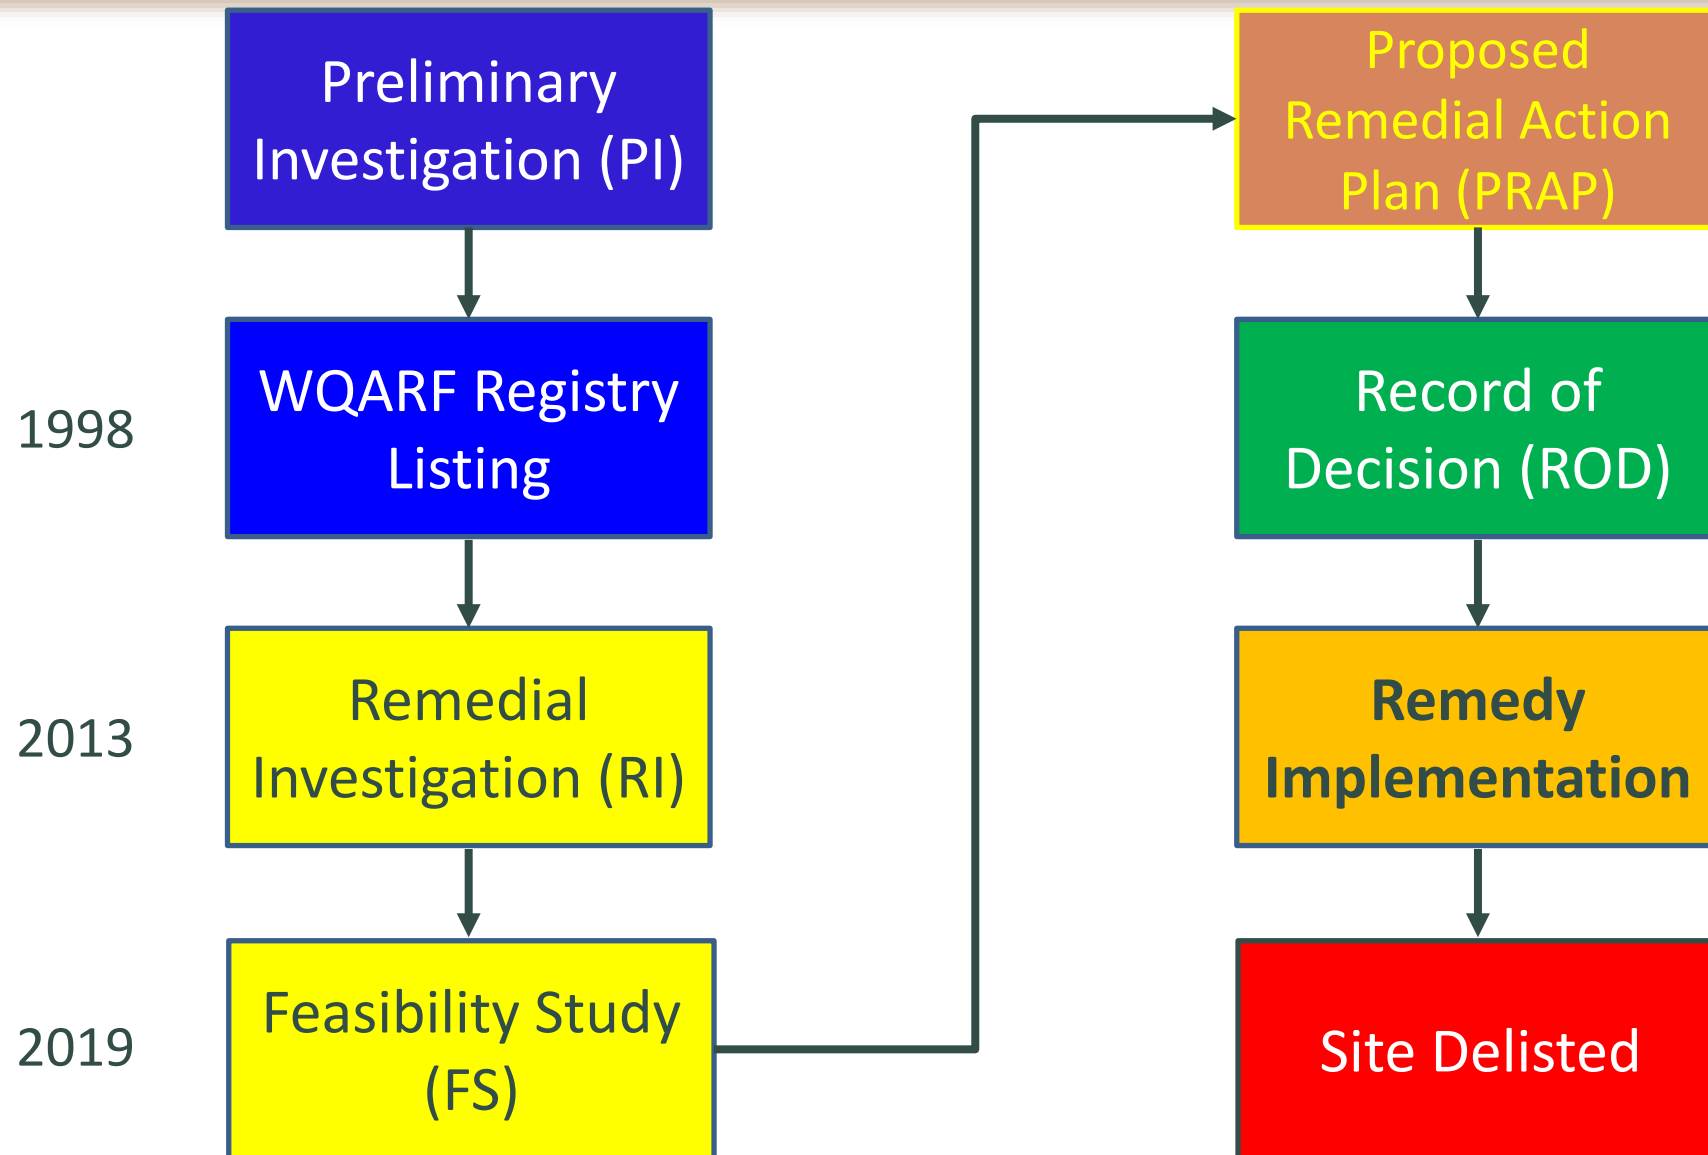 Preliminary
Investigation (PI)
1998
WQARF Registry
Listing
2013
Remedial
Investigation (RI)
2019
Feasibility Study
(FS)
Proposed
Remedial Action
Plan (PRAP)
Record of
Decision (ROD)
Remedy
Implementation
Site Delisted